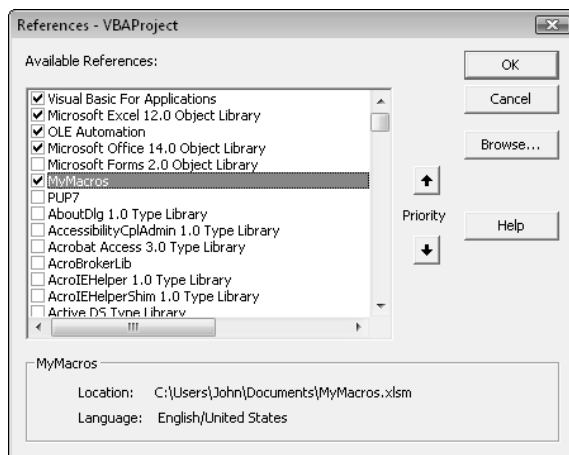 References - VBAProject
Available References:
Visual Basic For Applications
Microsoft Excel 12.0 Object Library
OLE Automation
Microsoft Office 14.0 Object Library
Microsoft Forms 2.0 Object Library
MyMacros
PUP7
AboutDlg 1.0 Type Library
AccessibilityCplAdmin 1.0 Type Library
Acrobat Access 3.0 Type Library
AcroBrokerLib
AcroIEHelper 1.0 Type Library
AcroIEHelperShim 1.0 Type Library
Active DS Type Library
Priority
OK
Cancel
Browse...
Help
MyMacros
Location: C:\Users\John\Documents\MyMacros.xlsm
Language: English/United States